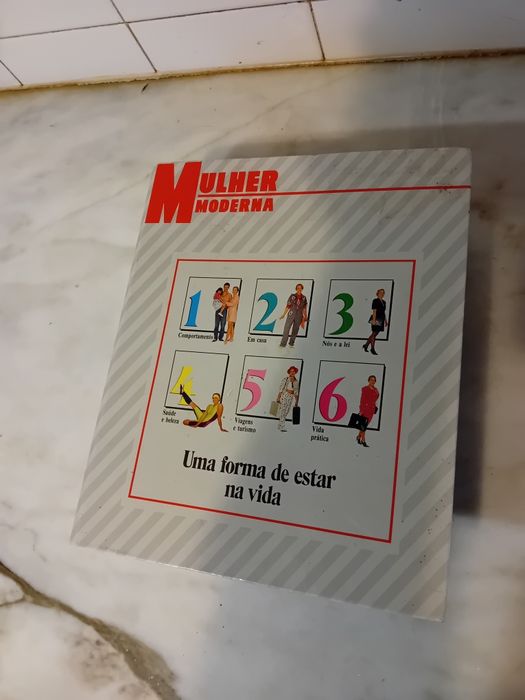 MULHER
MODERNA
1
Comportamento
2
Em casa
3
Nós e a lei
4
Saúde
e beleza
5
Viagens
e turismo
6
Vida
prática
Uma forma de estar
na vida